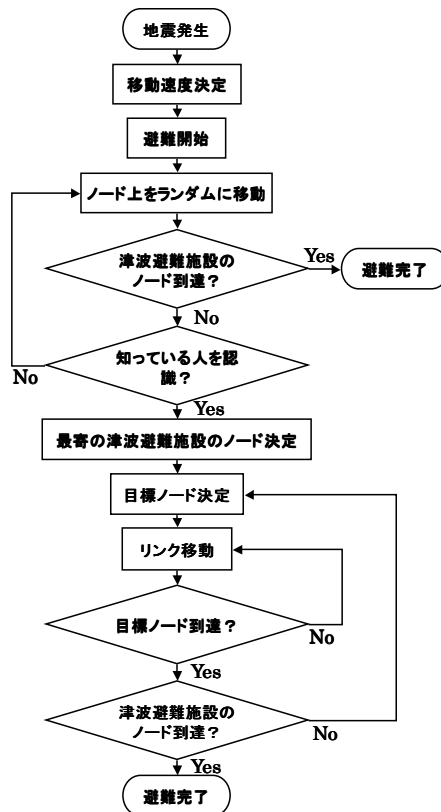 地震発生
移動速度決定
避難開始
ノード上をランダムに移動
津波避難施設の
ノード到達？
Yes
避難完了
No
知っている人を認
識？
No
Yes
最寄の津波避難施設のノード決定
目標ノード決定
リンク移動
目標ノード到達？
No
Yes
津波避難施設の
ノード到達？
No
Yes
避難完了